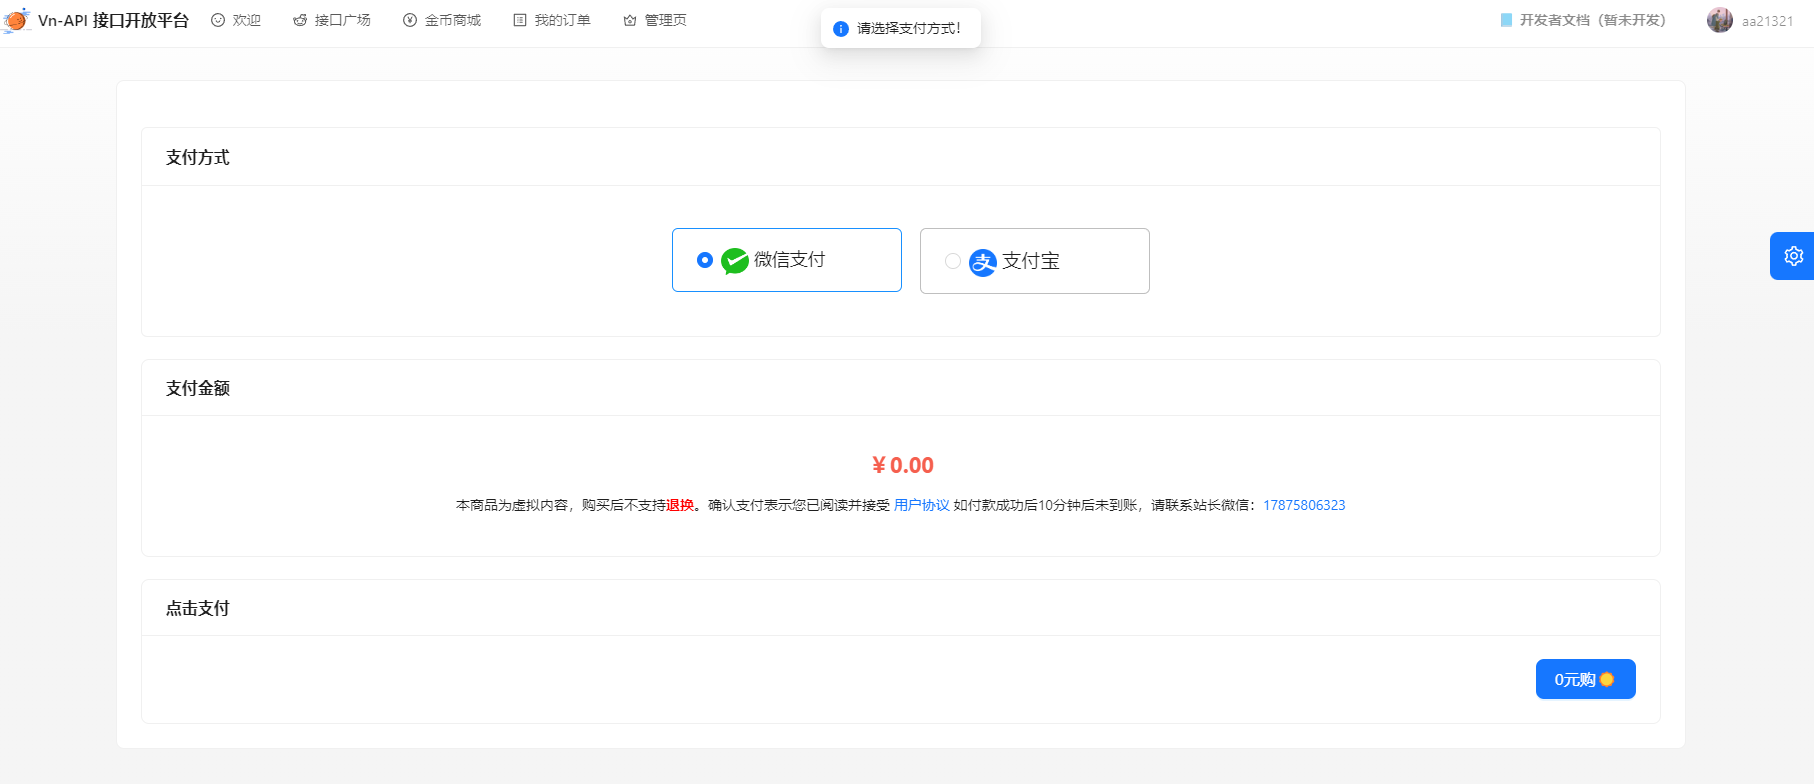 Vn-API 接口开放平台 欢迎 接口广场 金币商城 我的订单 管理页 请选择支付方式！ 开发者文档（暂未开发） aa21321
支付方式
微信支付 支付宝
支付金额
¥ 0.00
本商品为虚拟内容，购买后不支持退换。确认支付表示您已阅读并接受 用户协议 如付款成功后10分钟后未到账，请联系站长微信：17875806323
点击支付
0元购